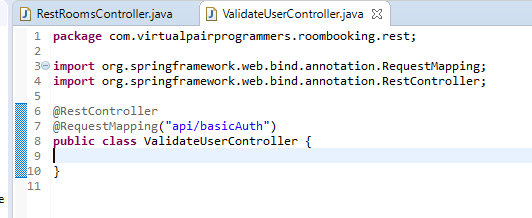 RestRoomsController.java ValidateUserController.java
1 package com.virtualpairprogrammers.roombooking.rest;
2
3 import org.springframework.web.bind.annotation.RequestMapping;
4 import org.springframework.web.bind.annotation.RestController;
5
6 @RestController
7 @RequestMapping("api/basicAuth")
8 public class ValidateUserController {
9
10 }
11
e